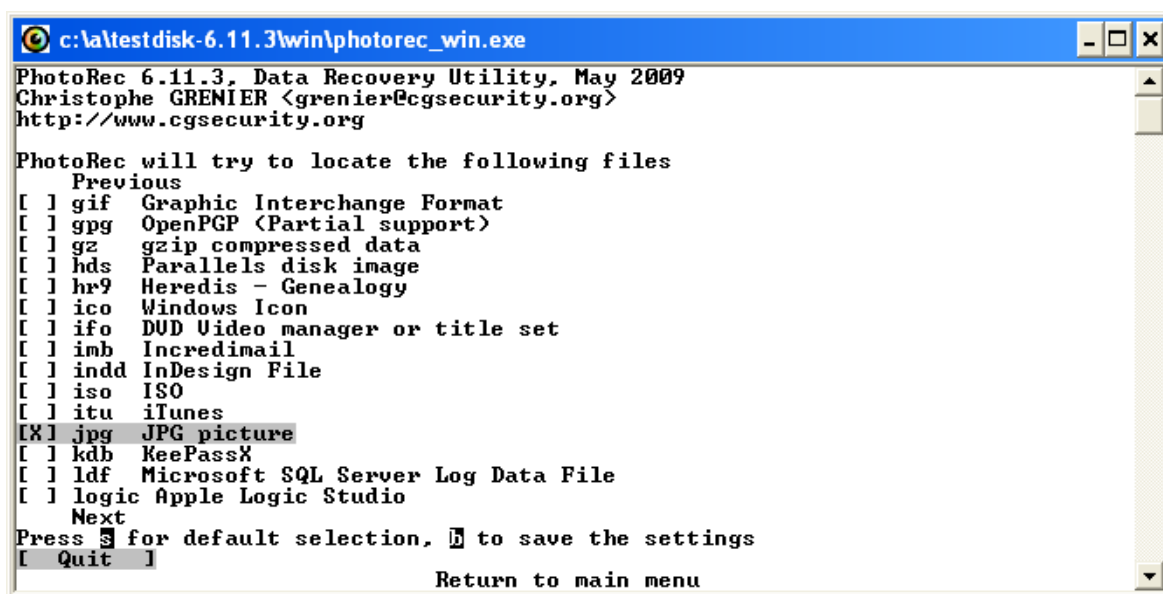 c:\a\testdisk-6.11.3\win\photorec_win.exe
PhotoRec 6.11.3, Data Recovery Utility, May 2009
Christophe GRENIER <grenier@cgsecurity.org>
http://www.cgsecurity.org
PhotoRec will try to locate the following files
Previous
[ ] gif Graphic Interchange Format
[ ] gpg OpenPGP (Partial support)
[ ] gz gzip compressed data
[ ] hds Parallels disk image
[ ] hr9 Heredis - Genealogy
[ ] ico Windows Icon
[ ] ifo DVD Video manager or title set
[ ] imb Incredimail
[ ] indd InDesign File
[ ] iso ISO
[ ] itu iTunes
[X] jpg JPG picture
[ ] kdb KeePassX
[ ] ldf Microsoft SQL Server Log Data File
[ ] logic Apple Logic Studio
Next
Press s for default selection, b to save the settings
[ Quit ]
Return to main menu